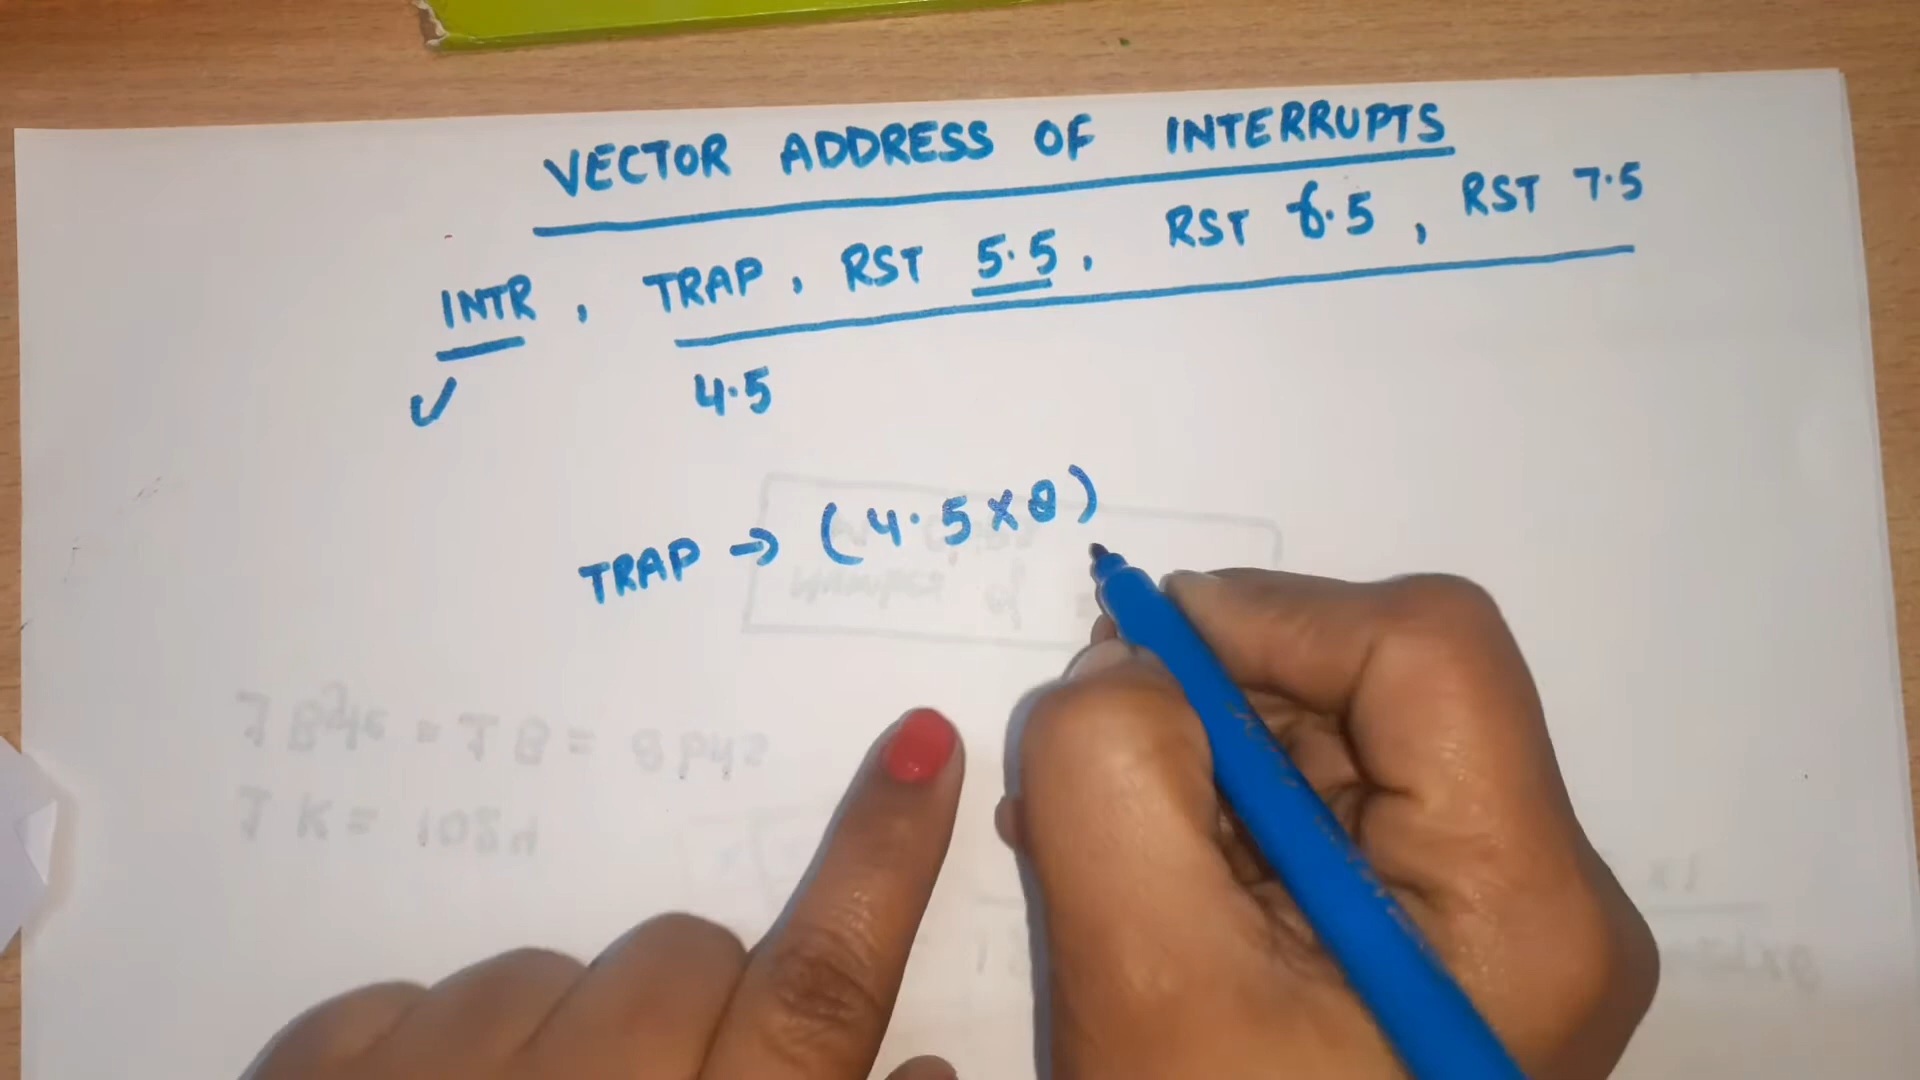 VECTOR ADDRESS OF INTERRUPTS
INTR, TRAP, RST 5.5, RST 6.5, RST 7.5
✓ 4.5
TRAP → (4.5×8)